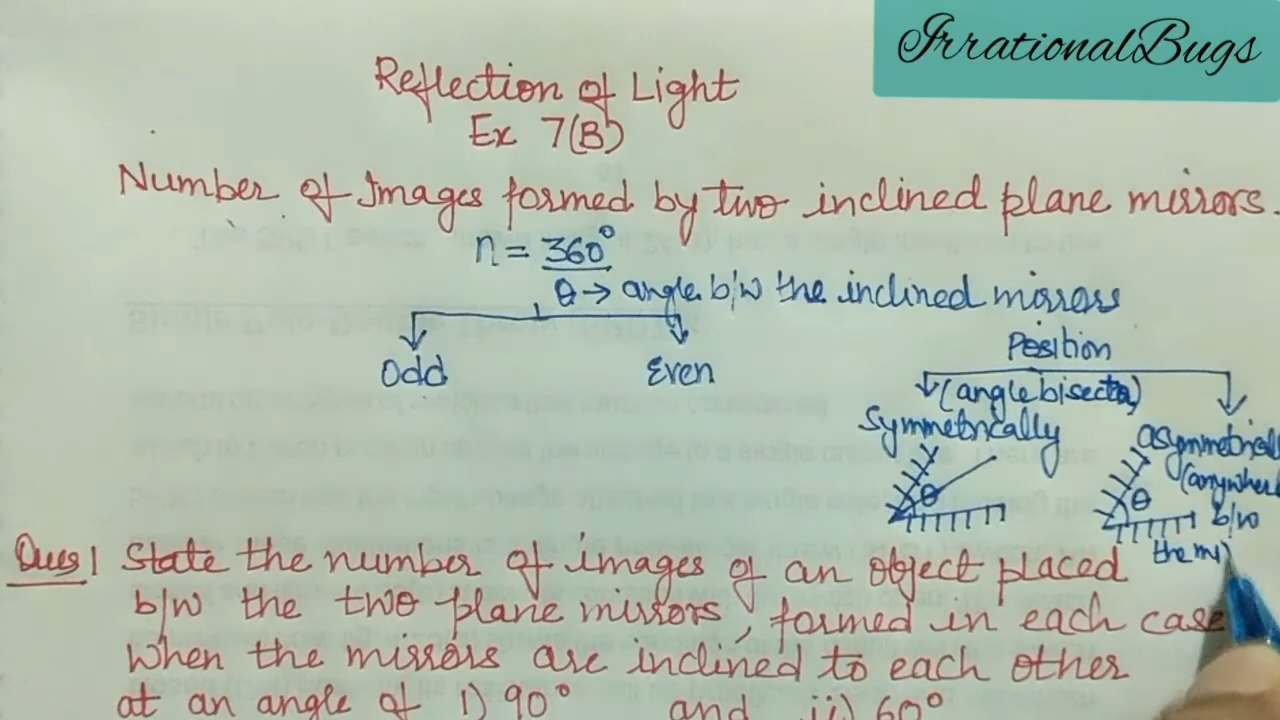 IrrationalBugs
Reflection of Light
Ex 7(B)
Number of Images formed by two inclined plane mirrors.
n = 360°
θ → angle b/w the inclined mirrors
Odd
Even
Position
(angle bisector)
Symmetrically
θ
asymmetrical
(anywhere
θ
b/w
the mi
Ques 1 State the number of images of an object placed
b/w the two plane mirrors, formed in each case
When the mirrors are inclined to each other
at an angle of i) 90° and ii) 60°